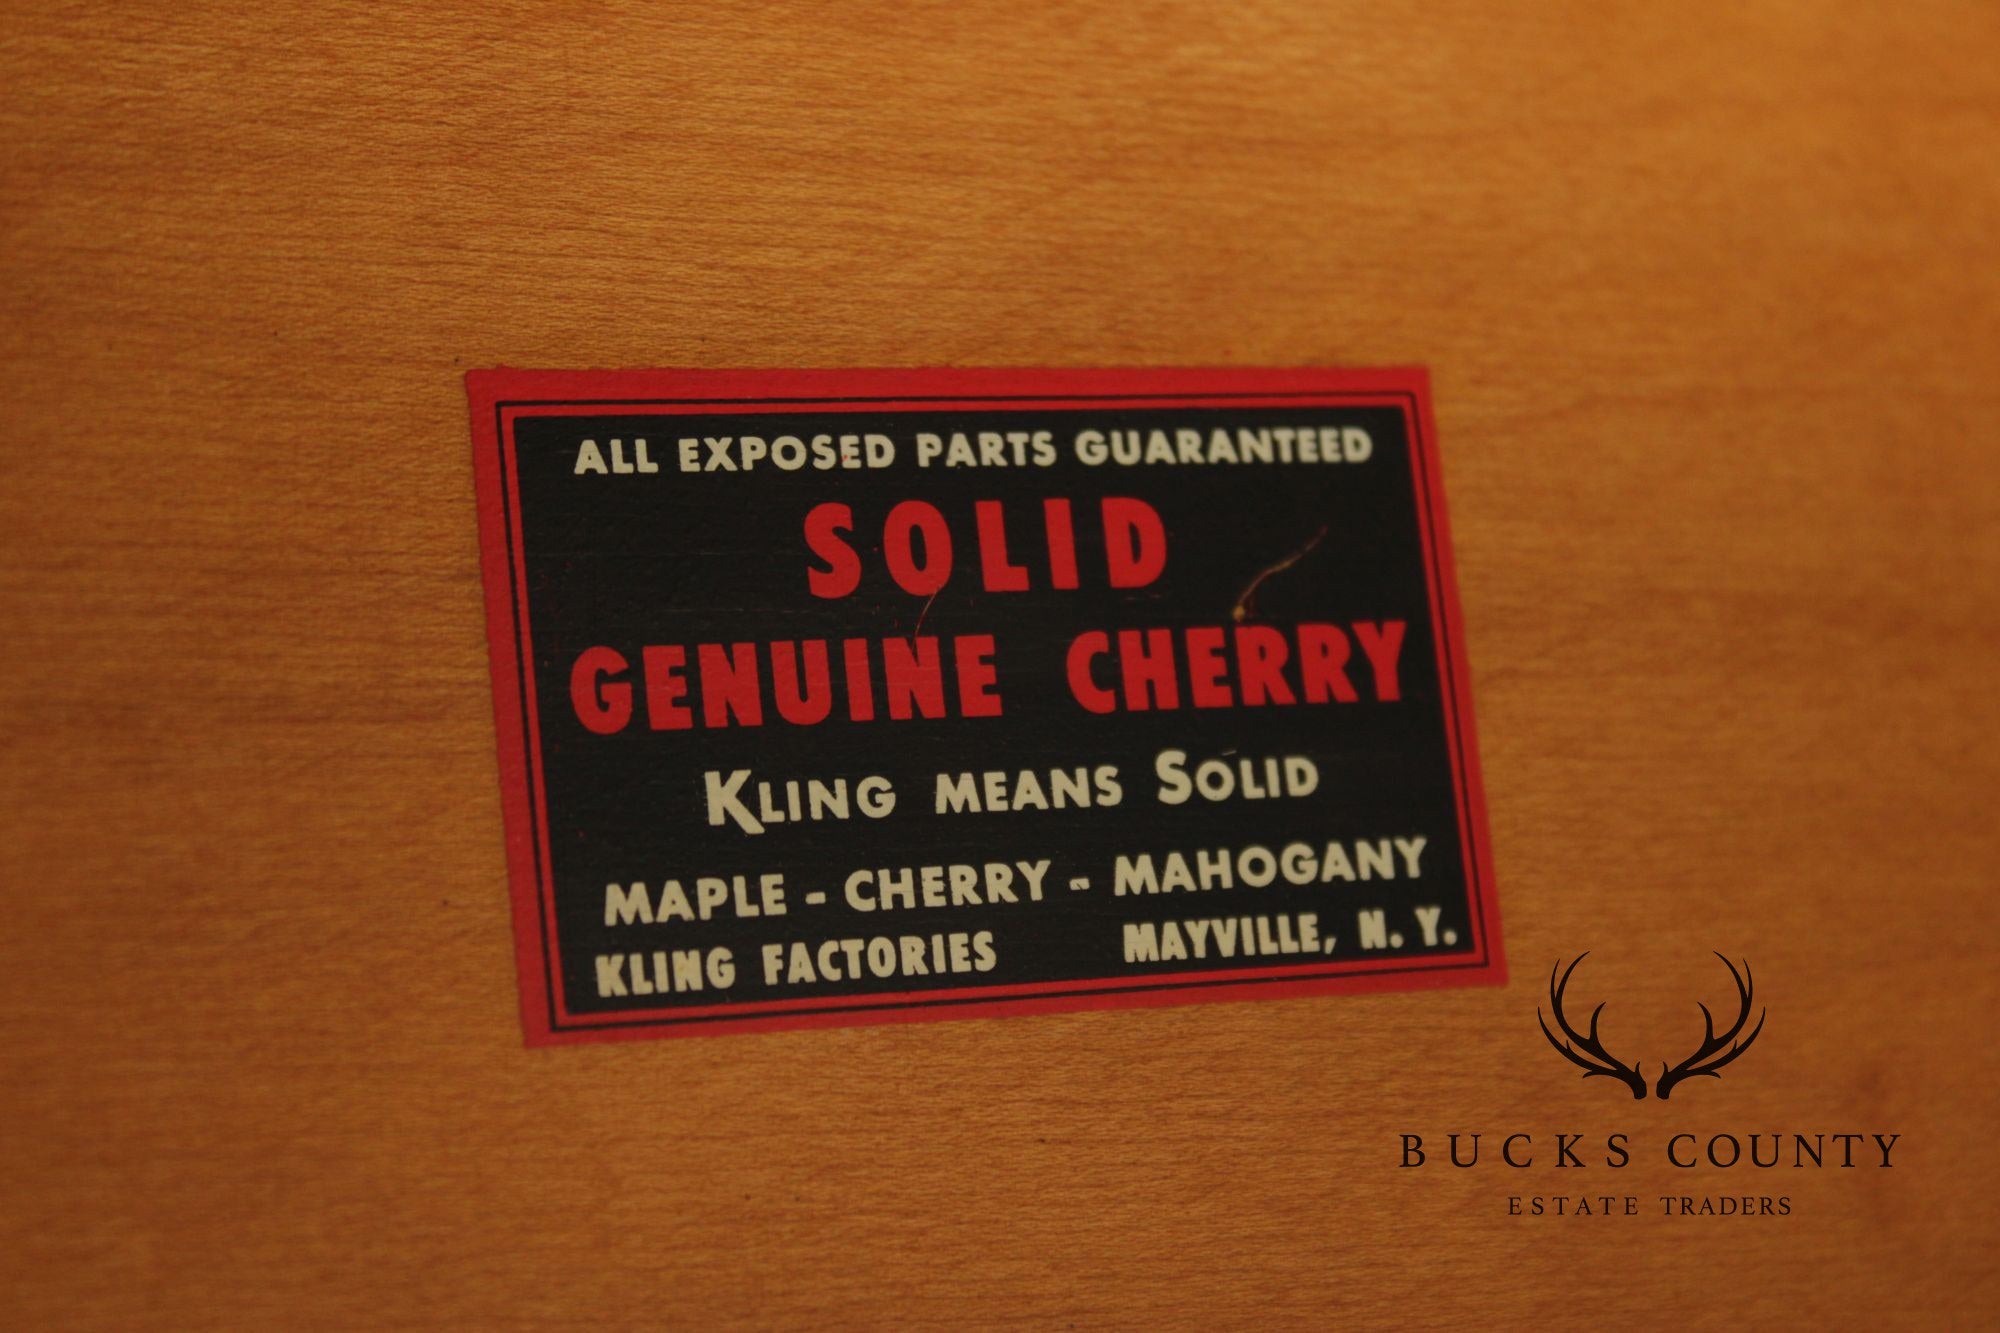 ALL EXPOSED PARTS GUARANTEED
SOLID
GENUINE CHERRY
KLING MEANS SOLID
MAPLE - CHERRY - MAHOGANY
KLING FACTORIES MAYVILLE, N. Y.
BUCKS COUNTY
ESTATE TRADERS